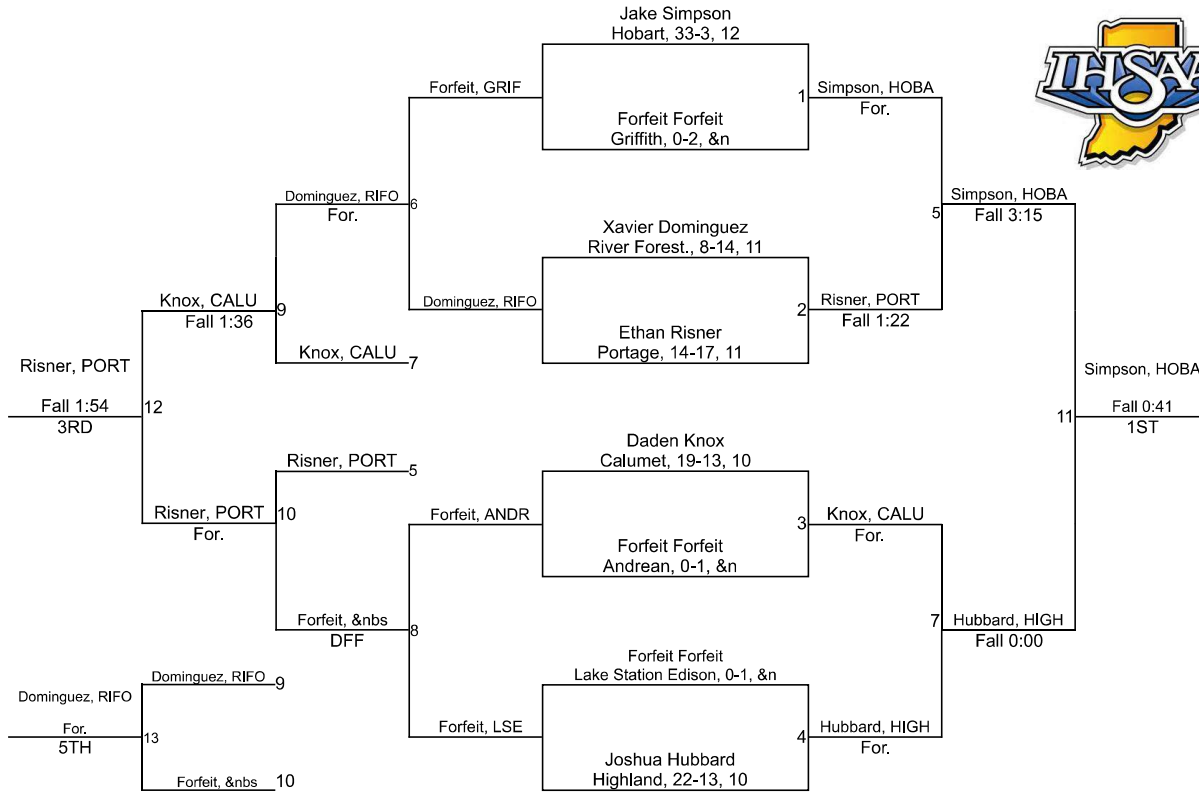 Jake Simpson
Hobart, 33-3, 12
IHSAA
Forfeit, GRIF
1
Simpson, HOBA
For.
Forfeit Forfeit
Griffith, 0-2, &n
Dominguez, RIFO
For.
6
Simpson, HOBA
Fall 3:15
5
Xavier Dominguez
River Forest., 8-14, 11
Knox, CALU
Fall 1:36
9
Dominguez, RIFO
2
Risner, PORT
Fall 1:22
Ethan Risner
Portage, 14-17, 11
Knox, CALU
7
Risner, PORT
Fall 1:54
3RD
12
Simpson, HOBA
Fall 0:41
1ST
11
Daden Knox
Calumet, 19-13, 10
Risner, PORT
5
Risner, PORT
For.
10
Forfeit, ANDR
3
Knox, CALU
For.
Forfeit Forfeit
Andrean, 0-1, &n
Forfeit, &nbs
DFF
8
7
Hubbard, HIGH
Fall 0:00
Forfeit Forfeit
Lake Station Edison, 0-1, &n
Dominguez, RIFO
9
Dominguez, RIFO
For.
5TH
13
Forfeit, LSE
4
Hubbard, HIGH
For.
Joshua Hubbard
Highland, 22-13, 10
Forfeit, &nbs
10